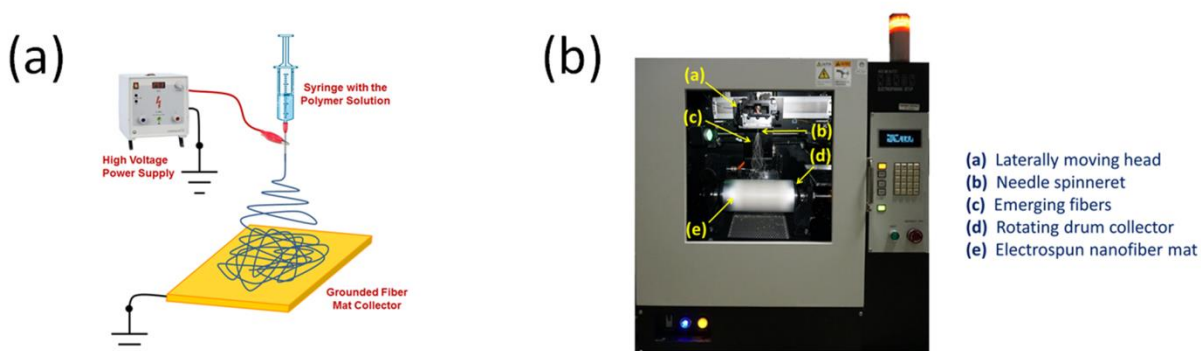 (a)
Syringe with the
Polymer Solution
High Voltage
Power Supply
Grounded Fiber
Mat Collector
(b)
(a)
(c)
(b)
(d)
(e)
(a) Laterally moving head
(b) Needle spinneret
(c) Emerging fibers
(d) Rotating drum collector
(e) Electrospun nanofiber mat